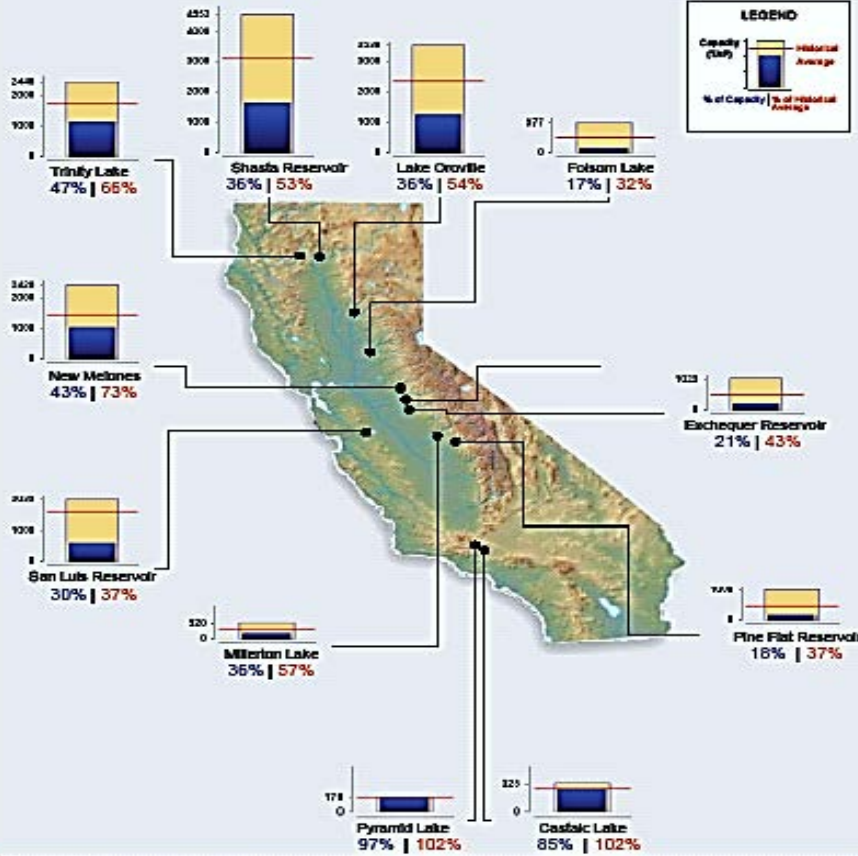 4552
4000
3000
2000
1000
0
Shasta Reservoir
36% | 53%
3000
2000
1000
0
Lake Oroville
36% | 54%
2000
1000
0
Trinity Lake
47% |
977
0
Folsom Lake
17% | 32%
LEGEND
Capacity
(TAF)
Historical
Average
% of Capacity | % of Historical
Average
2000
1000
0
New Melones
43% | 73%
0
Exchequer Reservoir
21% | 43%
1000
0
San Luis Reservoir
30% | 37%
520
0
Millerton Lake
36% | 57%
0
Pine Flat Reservoir
18% | 37%
0
Pyramid Lake
97% | 102%
325
0
Castaic Lake
85% | 102%